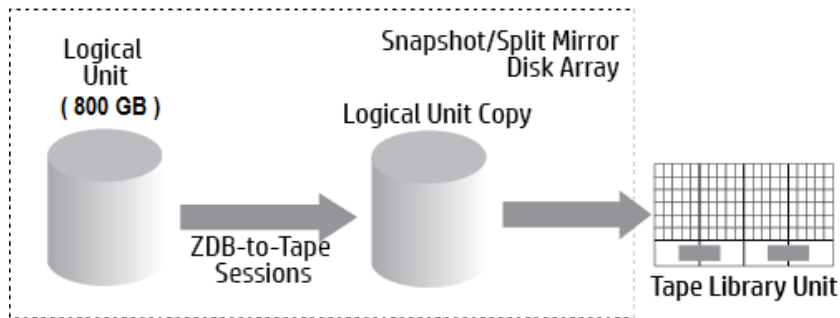 Logical
Unit
( 800 GB )
Snapshot/Split Mirror
Disk Array
Logical Unit Copy
ZDB-to-Tape
Sessions
Tape Library Unit